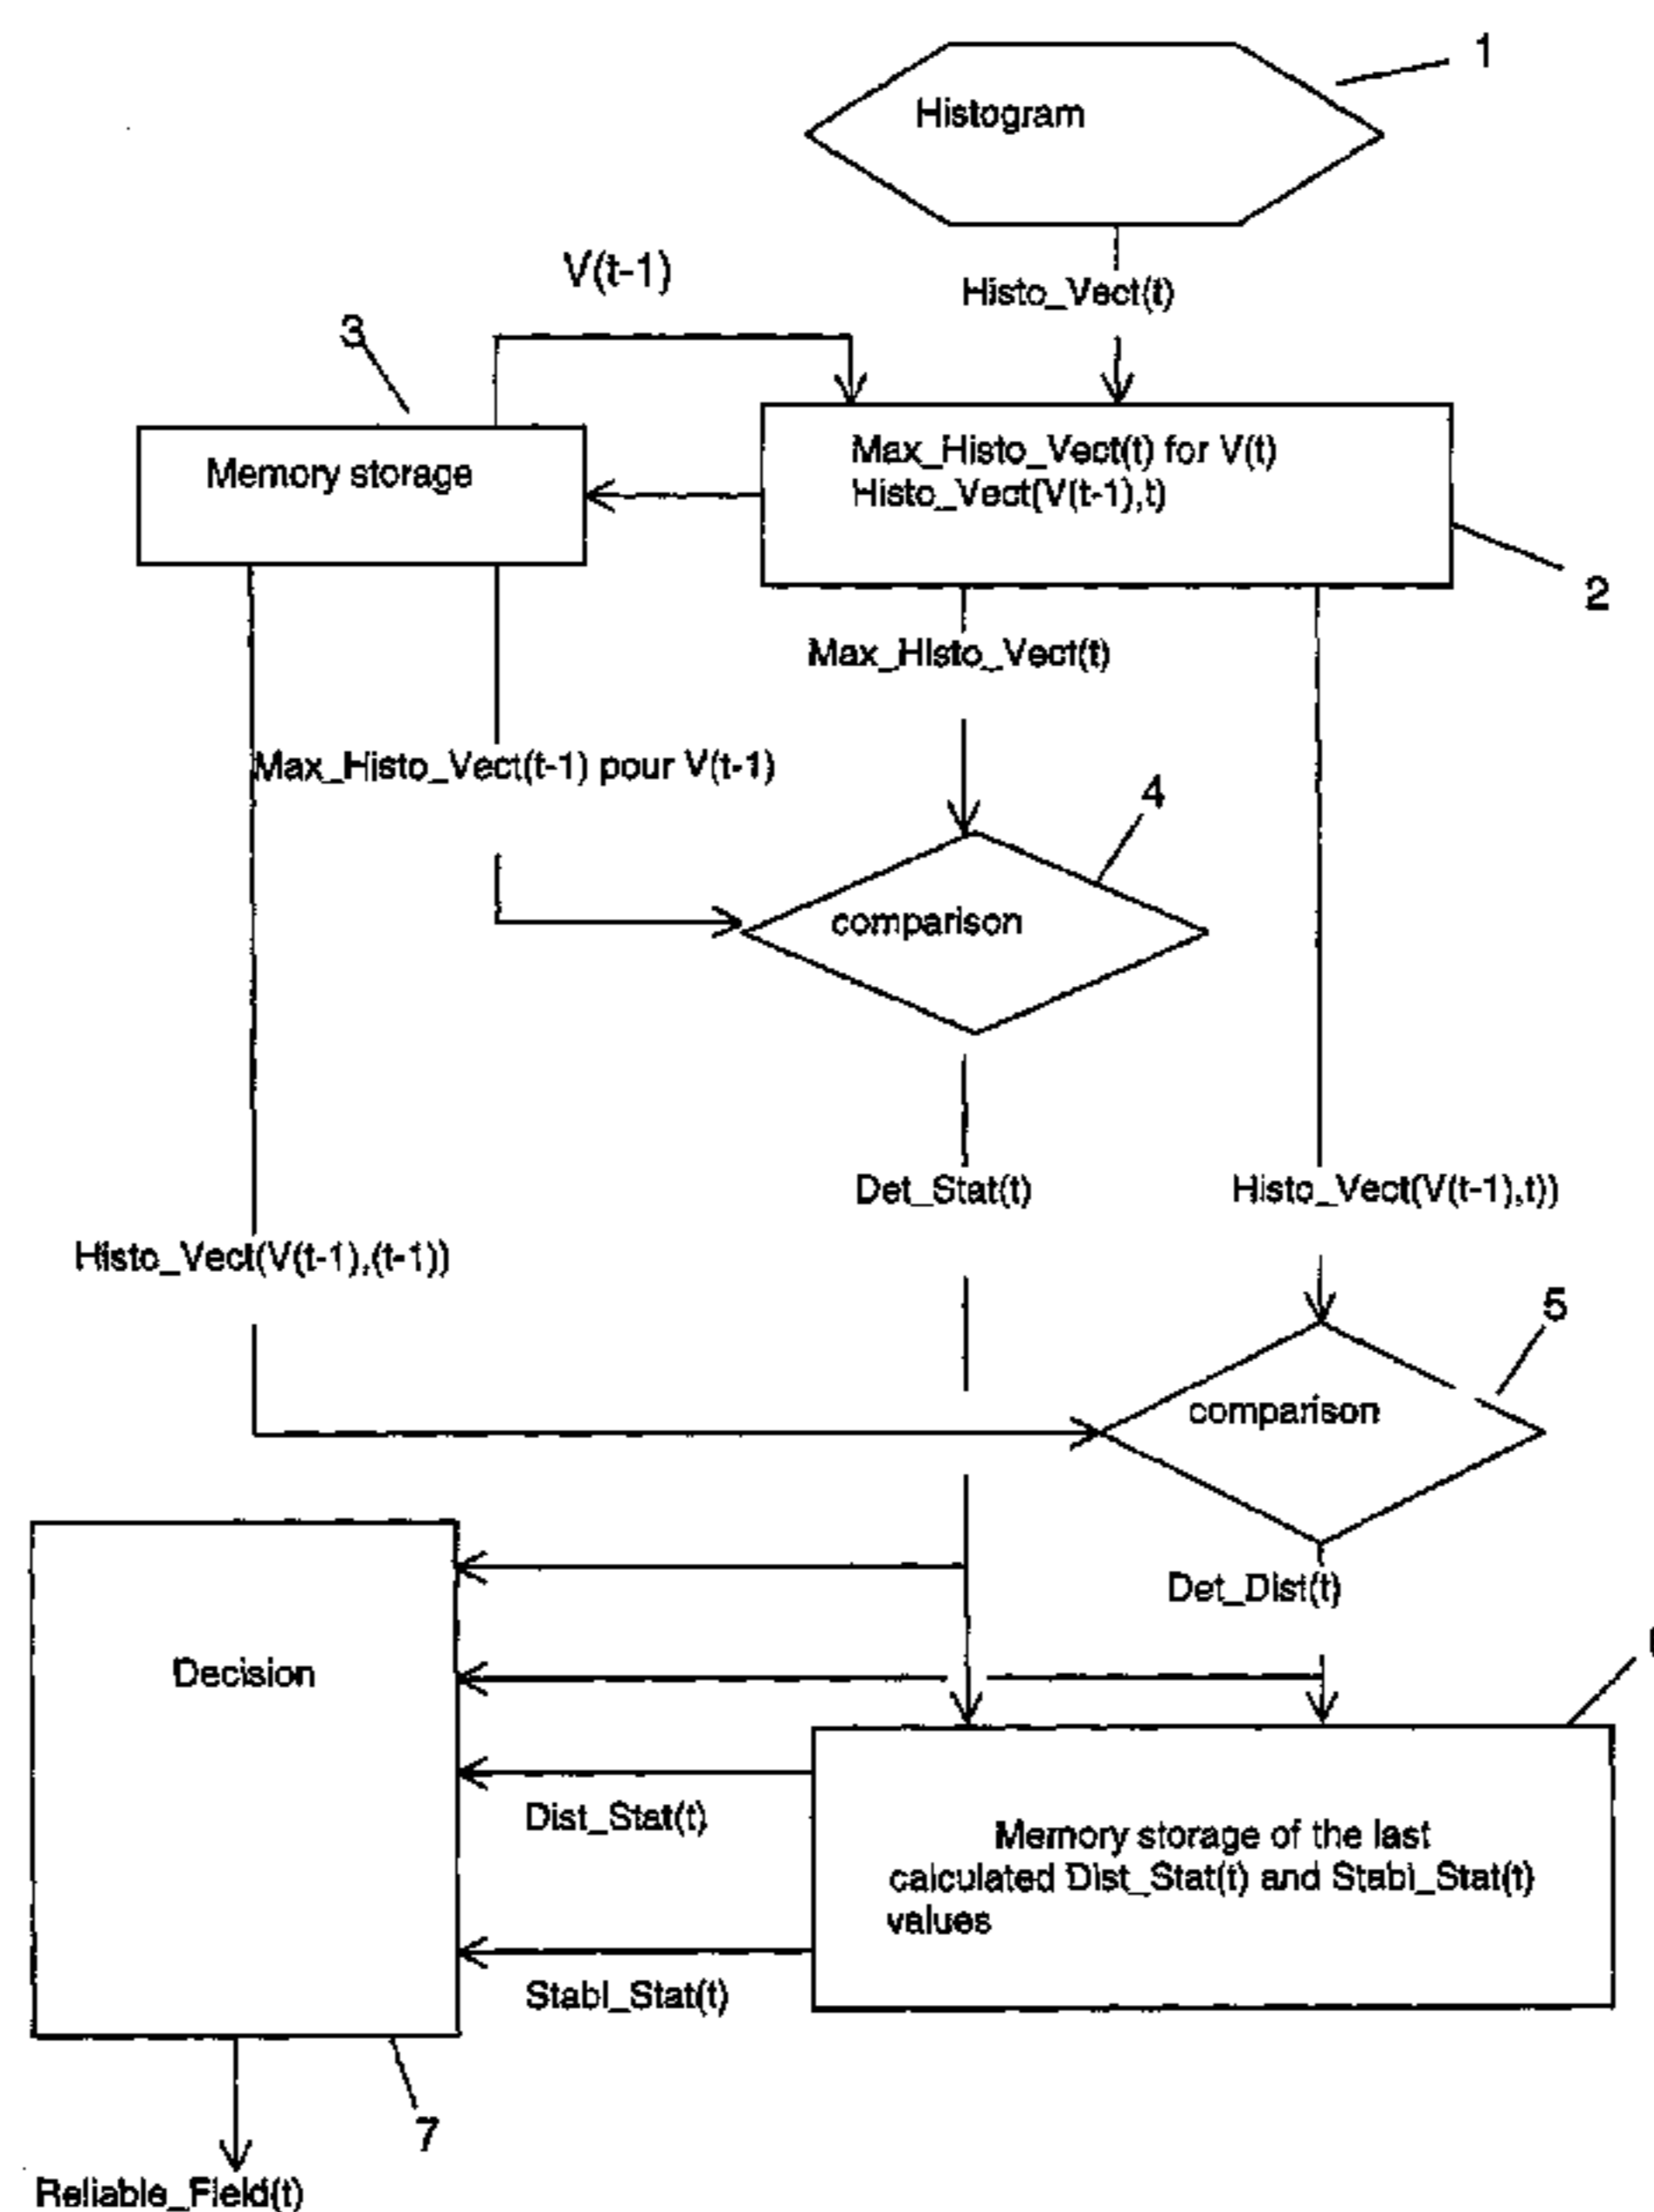 1
Histogram
V(t-1)
Histo_Vect(t)
3
Memory storage
Max_Histo_Vect(t) for V(t)
Histo_Vect(V(t-1),t)
2
Max_Histo_Vect(t)
Max_Histo_Vect(t-1) pour V(t-1)
4
comparison
Det_Stat(t)
Histo_Vect(V(t-1),t))
Histo_Vect(V(t-1),(t-1))
5
comparison
Det_Dist(t)
Decision
Dist_Stat(t)
Memory storage of the last
calculated Dist_Stat(t) and Stabl_Stat(t)
values
Stabl_Stat(t)
7
Reliable_Field(t)